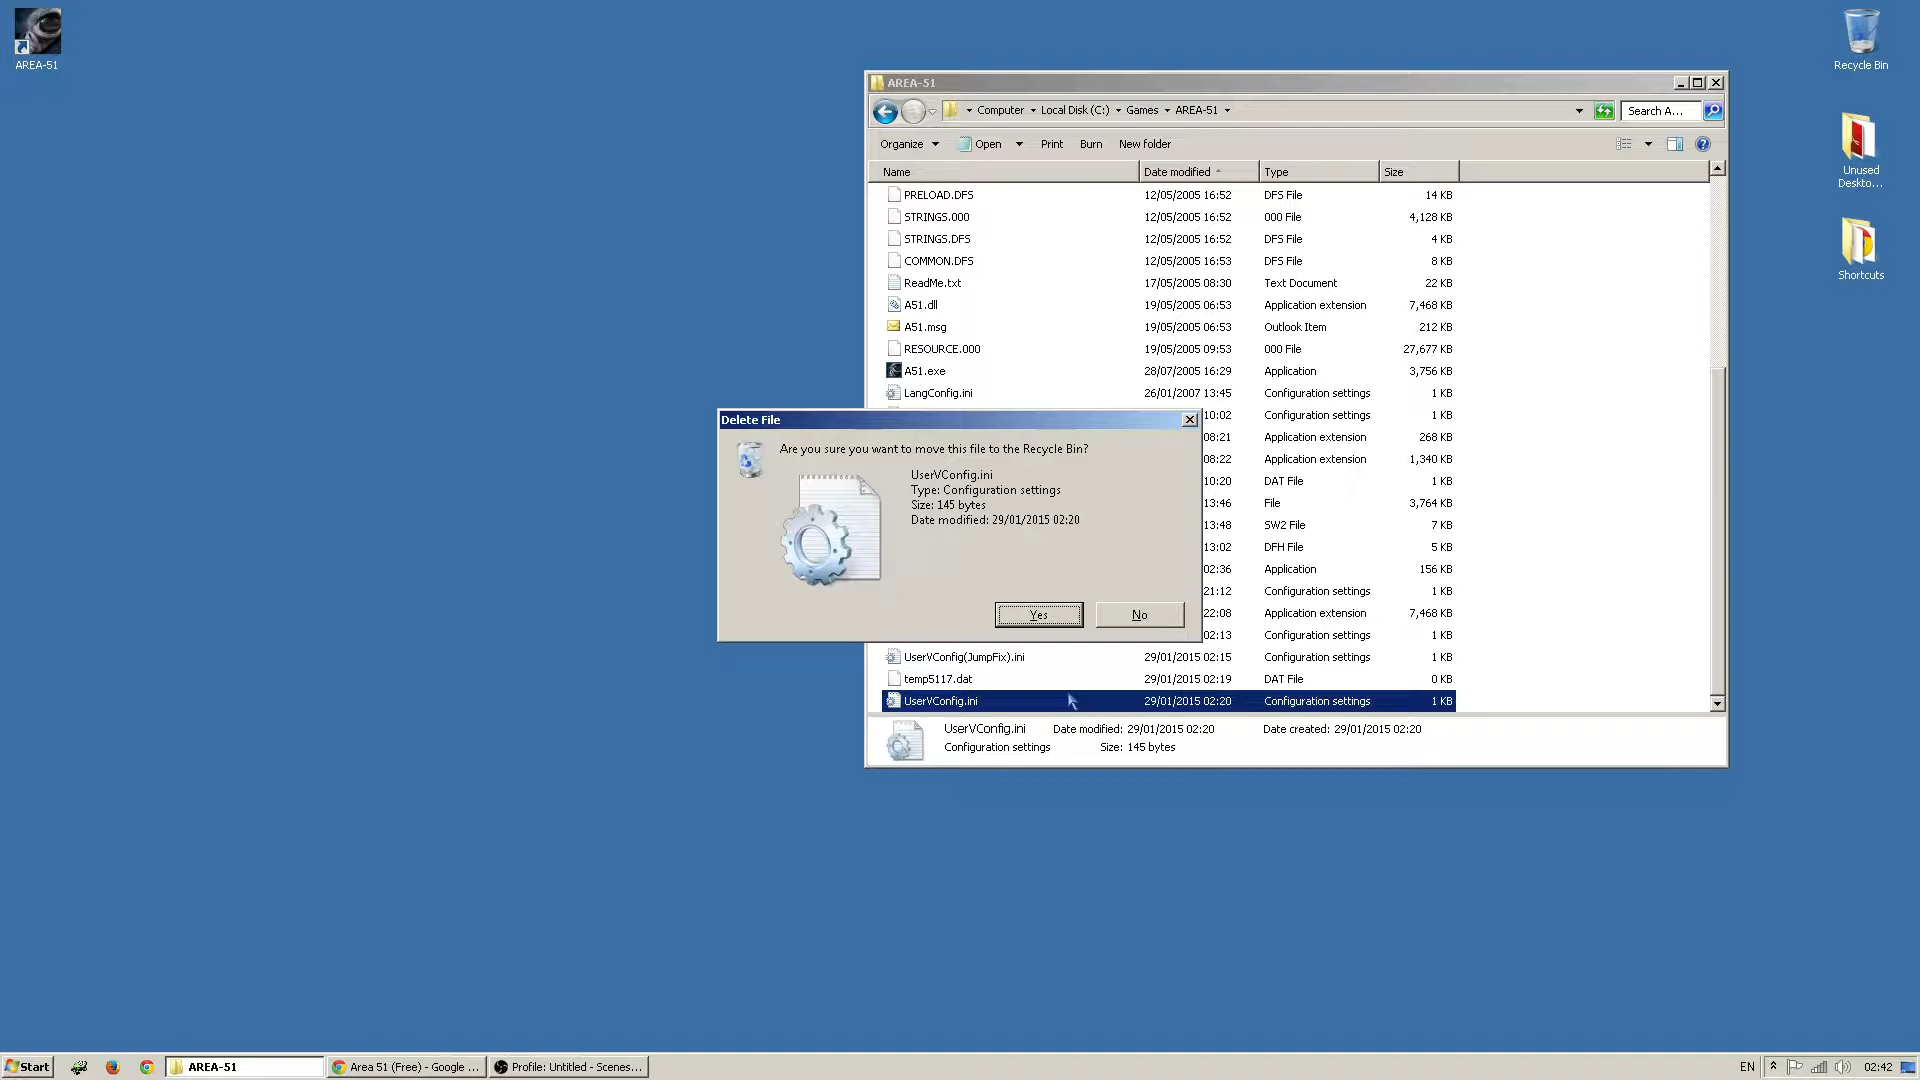 AREA-51
Recycle Bin
Unused
Deskto...
Shortcuts
AREA-51
Computer Local Disk (C:) Games AREA-51
Search A...
Organize Open Print Burn New folder
Name Date modified Type Size
PRELOAD.DFS 12/05/2005 16:52 DFS File 14 KB
STRINGS.000 12/05/2005 16:52 000 File 4,128 KB
STRINGS.DFS 12/05/2005 16:52 DFS File 4 KB
COMMON.DFS 12/05/2005 16:53 DFS File 8 KB
ReadMe.txt 17/05/2005 08:30 Text Document 22 KB
A51.dll 19/05/2005 06:53 Application extension 7,468 KB
A51.msg 19/05/2005 06:53 Outlook Item 212 KB
RESOURCE.000 19/05/2005 09:53 000 File 27,677 KB
A51.exe 28/07/2005 16:29 Application 3,756 KB
LangConfig.ini 26/01/2007 13:45 Configuration settings 1 KB
10:02 Configuration settings 1 KB
08:21 Application extension 268 KB
08:22 Application extension 1,340 KB
10:20 DAT File 1 KB
13:46 File 3,764 KB
13:48 SW2 File 7 KB
13:02 DFH File 5 KB
02:36 Application 156 KB
21:12 Configuration settings 1 KB
22:08 Application extension 7,468 KB
02:13 Configuration settings 1 KB
UserVConfig(JumpFix).ini 29/01/2015 02:15 Configuration settings 1 KB
temp5117.dat 29/01/2015 02:19 DAT File 0 KB
UserVConfig.ini 29/01/2015 02:20 Configuration settings 1 KB
UserVConfig.ini Date modified: 29/01/2015 02:20 Date created: 29/01/2015 02:20
Configuration settings Size: 145 bytes
Delete File
Are you sure you want to move this file to the Recycle Bin?
UserVConfig.ini
Type: Configuration settings
Size: 145 bytes
Date modified: 29/01/2015 02:20
Yes No
Start AREA-51 Area 51 (Free) - Google ... Profile: Untitled - Scenes... EN 02:42